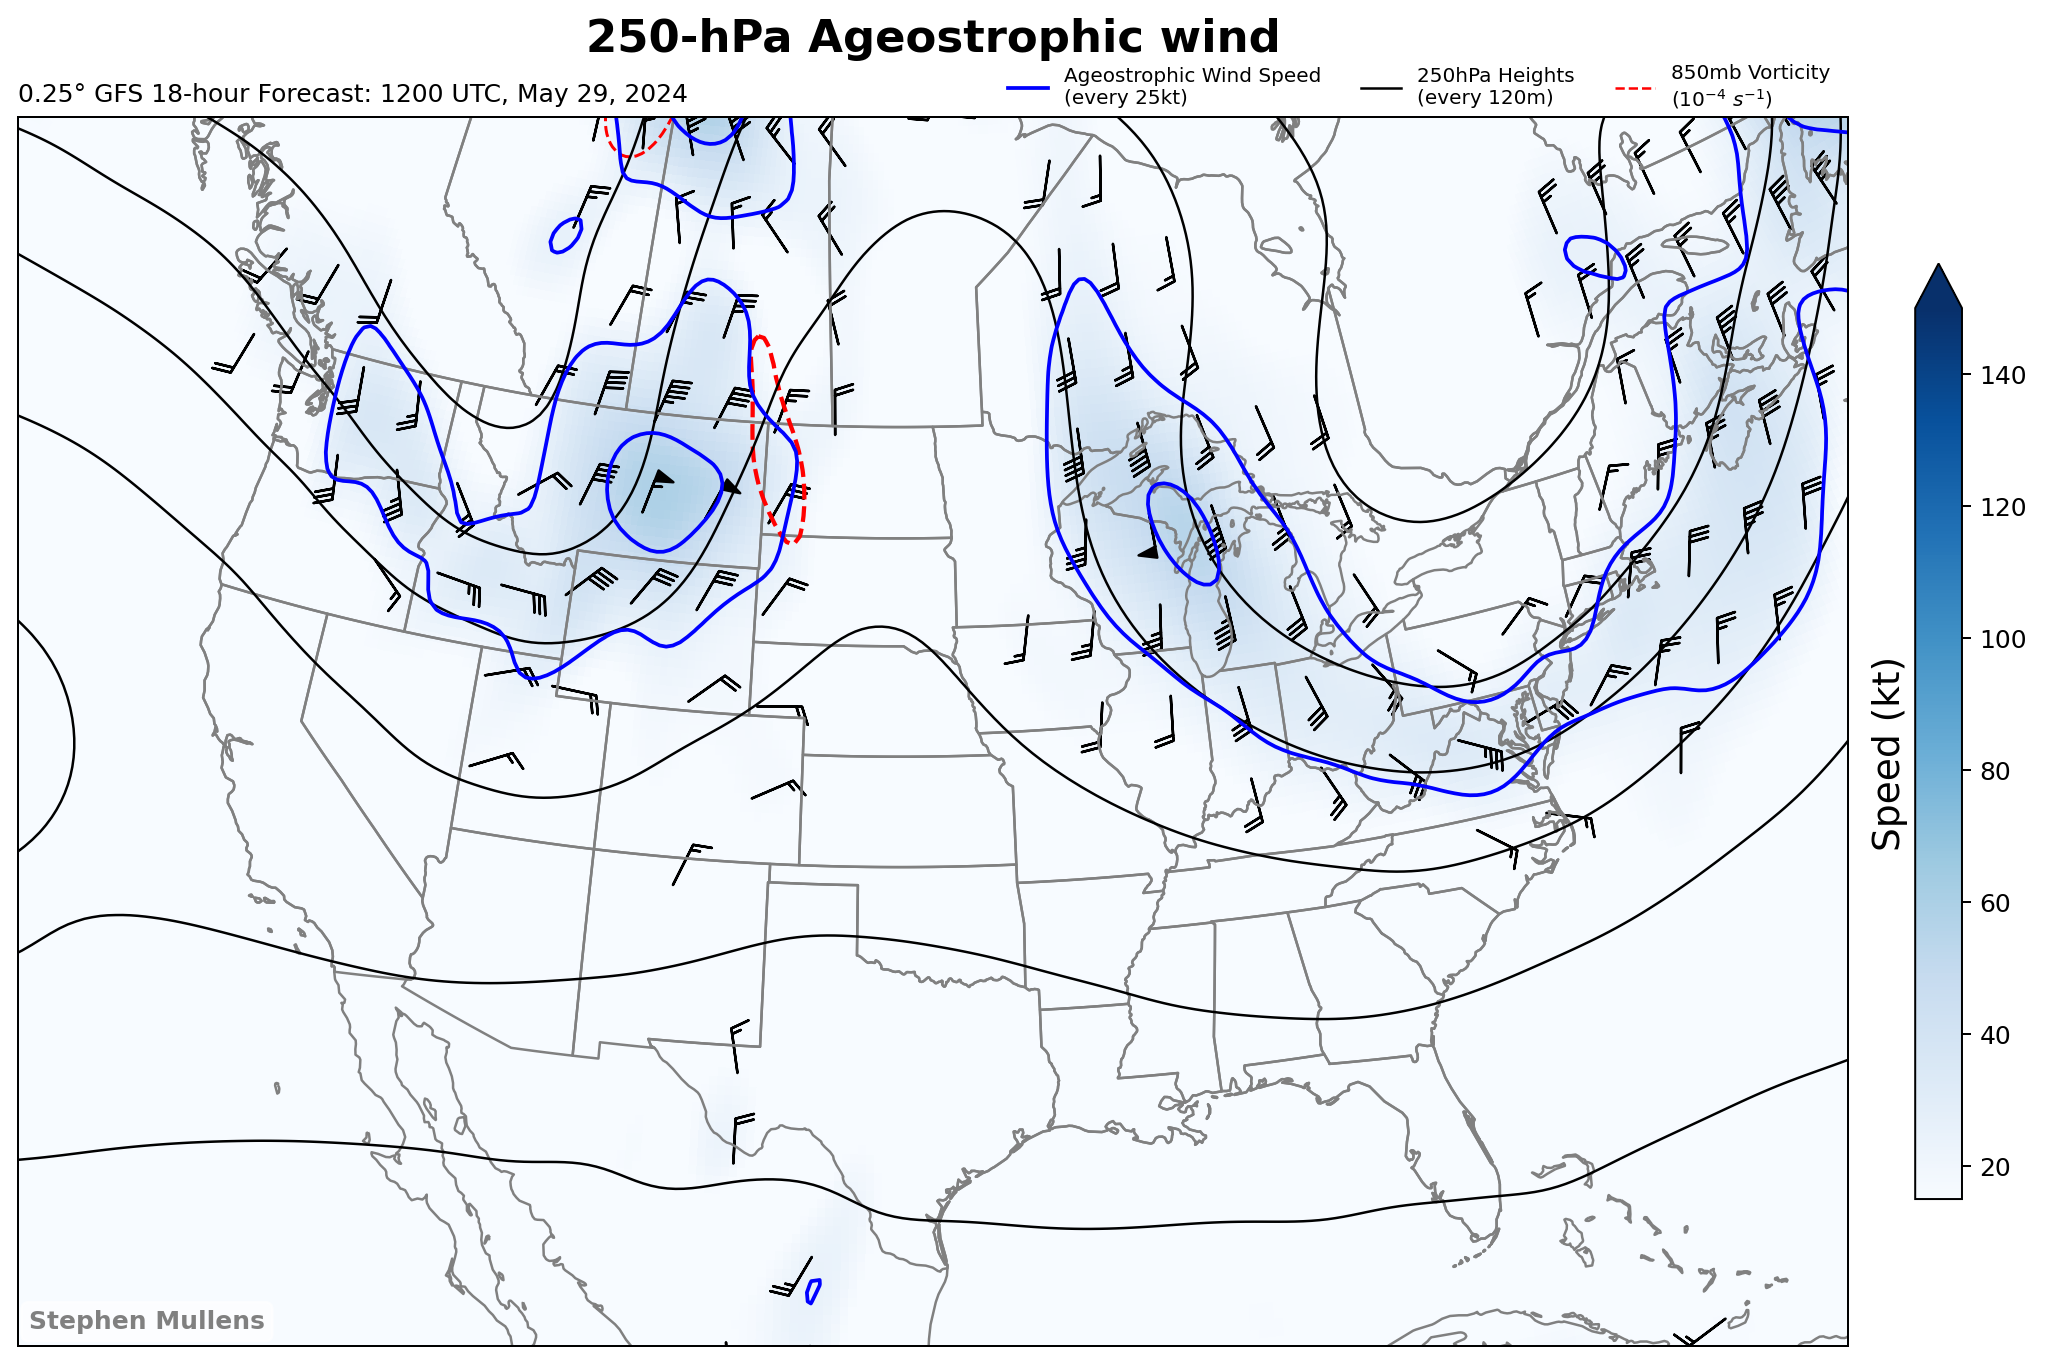 250-hPa Ageostrophic wind
0.25° GFS 18-hour Forecast: 1200 UTC, May 29, 2024
Ageostrophic Wind Speed
(every 25kt)
250hPa Heights
(every 120m)
850mb Vorticity
(10⁻⁴ s⁻¹)
140
120
100
80
60
40
20
Speed (kt)
Stephen Mullens